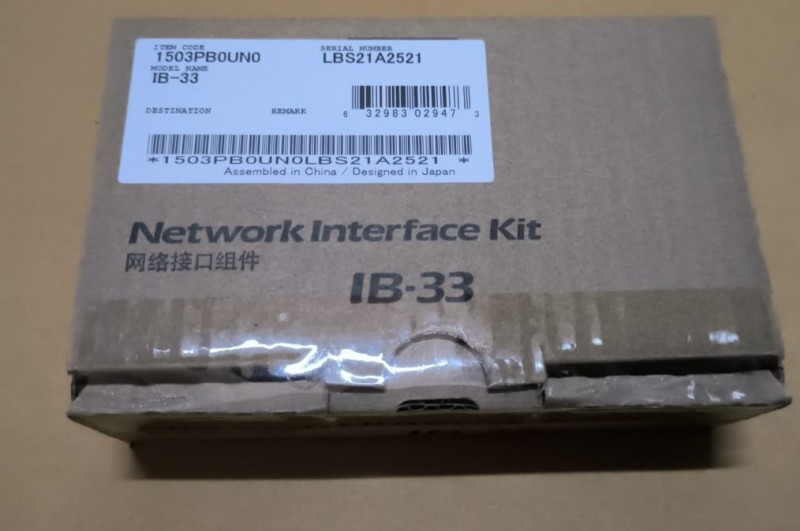 ITEM CODE SERIAL NUMBER
1503PB0UN0 LBS21A2521
MODEL NAME
IB-33
DESTINATION REMARK 6 32983 02947 3
*1503PB0UN0LBS21A2521 *
Assembled in China / Designed in Japan
Network Interface Kit
网络接口组件
IB-33